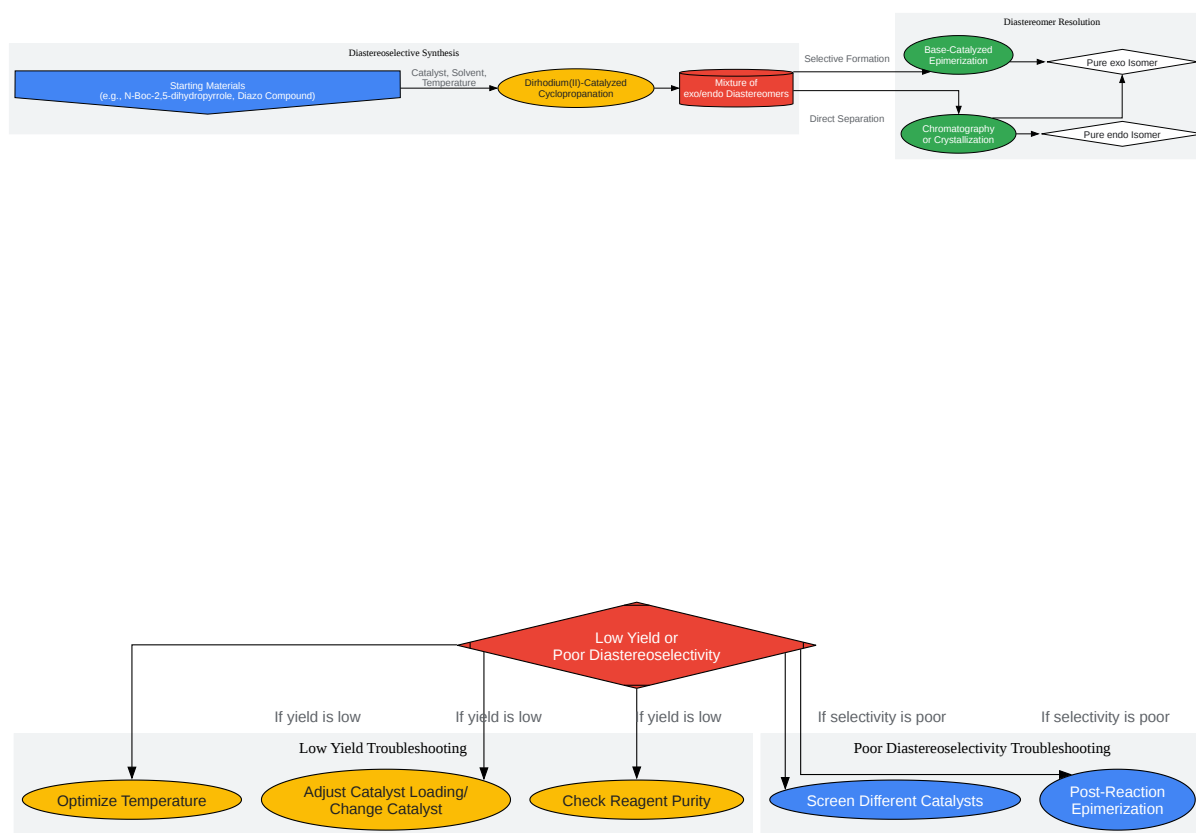 Diastereomer Resolution
Diastereoselective Synthesis
Starting Materials
(e.g., N-Boc-2,5-dihydropyrrole, Diazo Compound)
Catalyst, Solvent,
Temperature
Dirhodium(II)-Catalyzed
Cyclopropanation
Mixture of
exo/endo Diastereomers
Selective Formation
Direct Separation
Base-Catalyzed
Epimerization
Pure exo Isomer
Chromatography
or Crystallization
Pure endo Isomer
Low Yield or
Poor Diastereoselectivity
If yield is low
If yield is low
If yield is low
If selectivity is poor
If selectivity is poor
Low Yield Troubleshooting
Poor Diastereoselectivity Troubleshooting
Optimize Temperature
Adjust Catalyst Loading/
Change Catalyst
Check Reagent Purity
Screen Different Catalysts
Post-Reaction
Epimerization